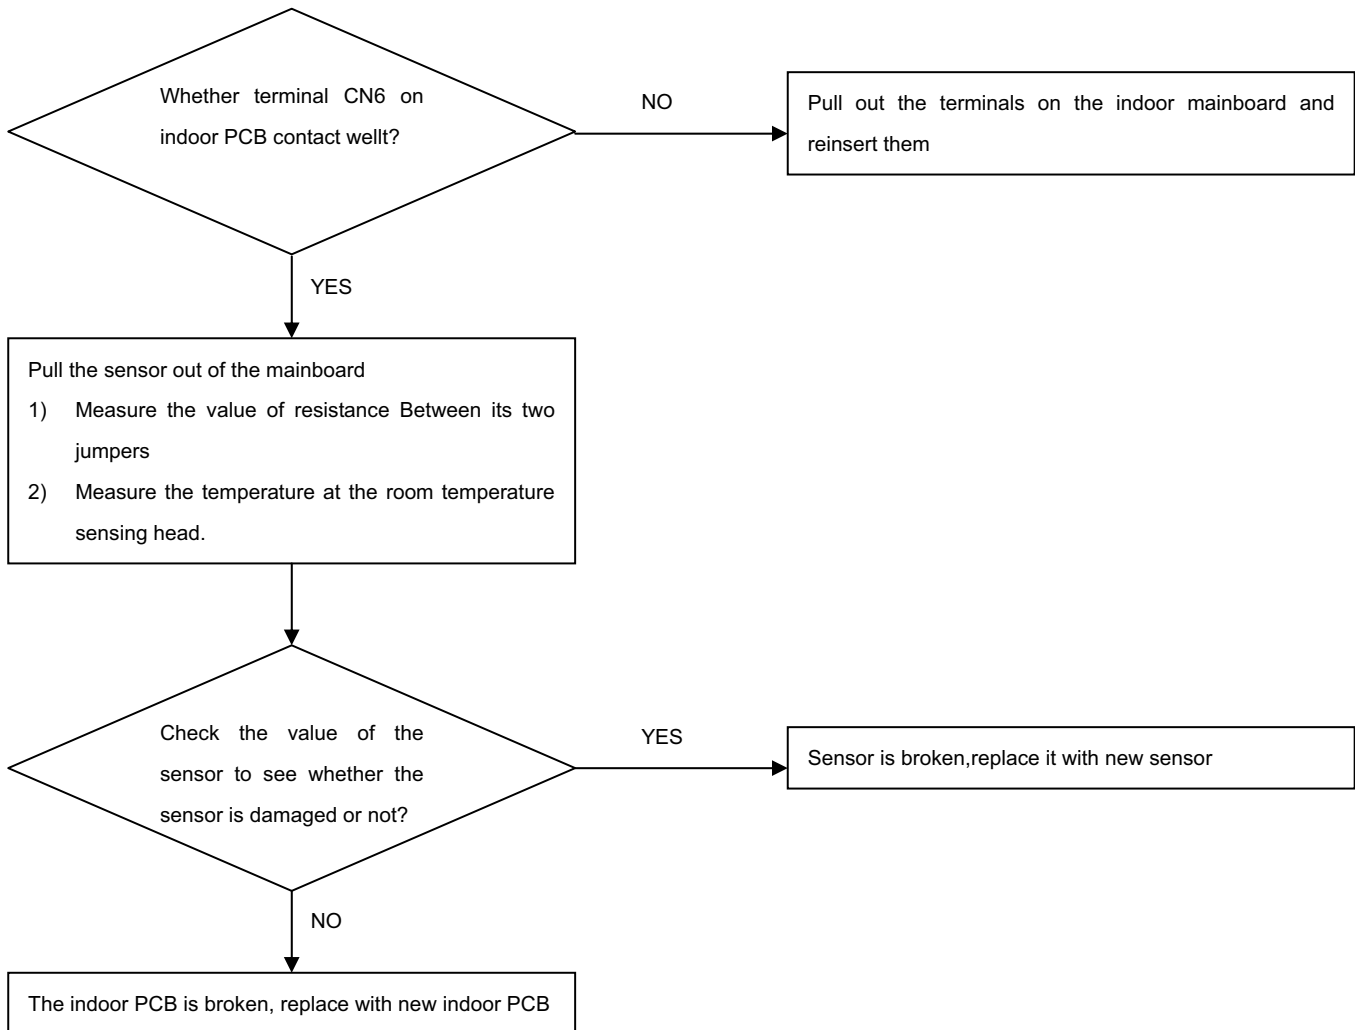 Whether terminal CN6 on
indoor PCB contact wellt?
NO
Pull out the terminals on the indoor mainboard and
reinsert them
YES
Pull the sensor out of the mainboard
1) Measure the value of resistance Between its two
jumpers
2) Measure the temperature at the room temperature
sensing head.
Check the value of the
sensor to see whether the
sensor is damaged or not?
YES
Sensor is broken,replace it with new sensor
NO
The indoor PCB is broken, replace with new indoor PCB